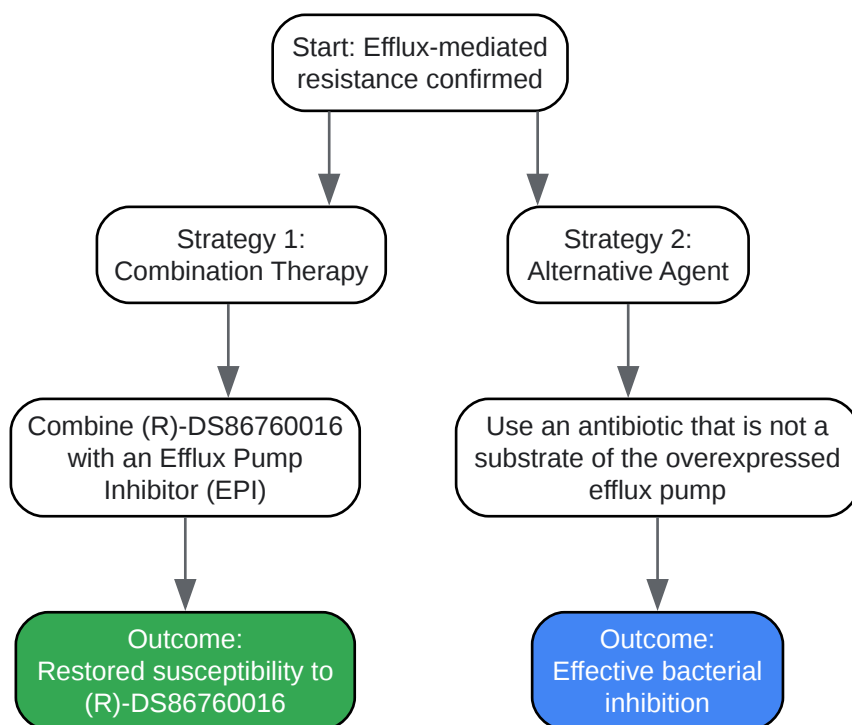 Start: Efflux-mediated
resistance confirmed
Strategy 1:
Combination Therapy
Strategy 2:
Alternative Agent
Combine (R)-DS86760016
with an Efflux Pump
Inhibitor (EPI)
Use an antibiotic that is not a
substrate of the overexpressed
efflux pump
Outcome:
Restored susceptibility to
(R)-DS86760016
Outcome:
Effective bacterial
inhibition